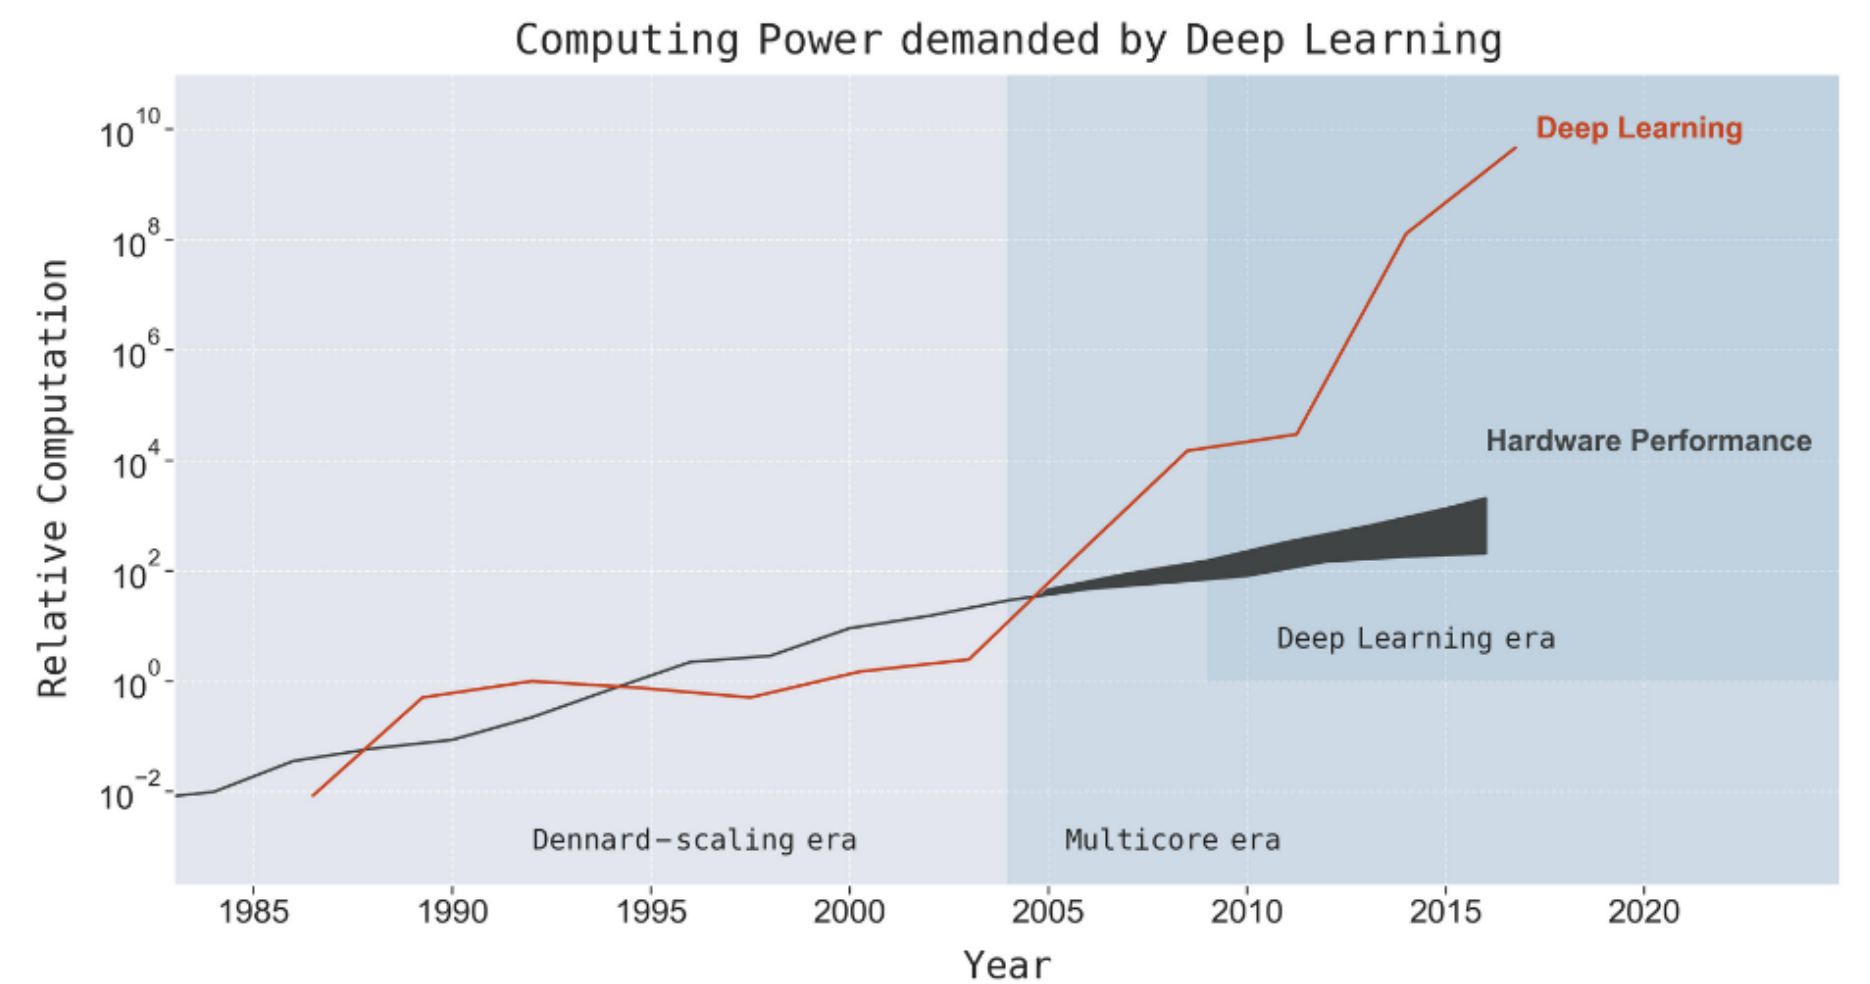 Computing Power demanded by Deep Learning
10^10
Deep Learning
10^8
10^6
Hardware Performance
10^4
10^2
Deep Learning era
10^0
10^−2
Dennard-scaling era
Multicore era
Relative Computation
1985 1990 1995 2000 2005 2010 2015 2020
Year